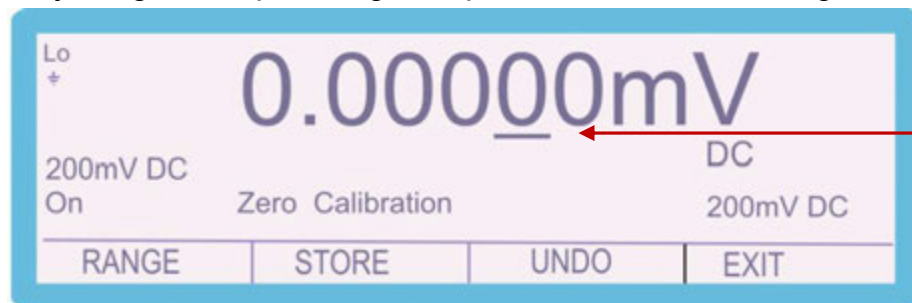 Lo
0.00000mV
DC
200mV DC
On Zero Calibration 200mV DC
RANGE STORE UNDO EXIT